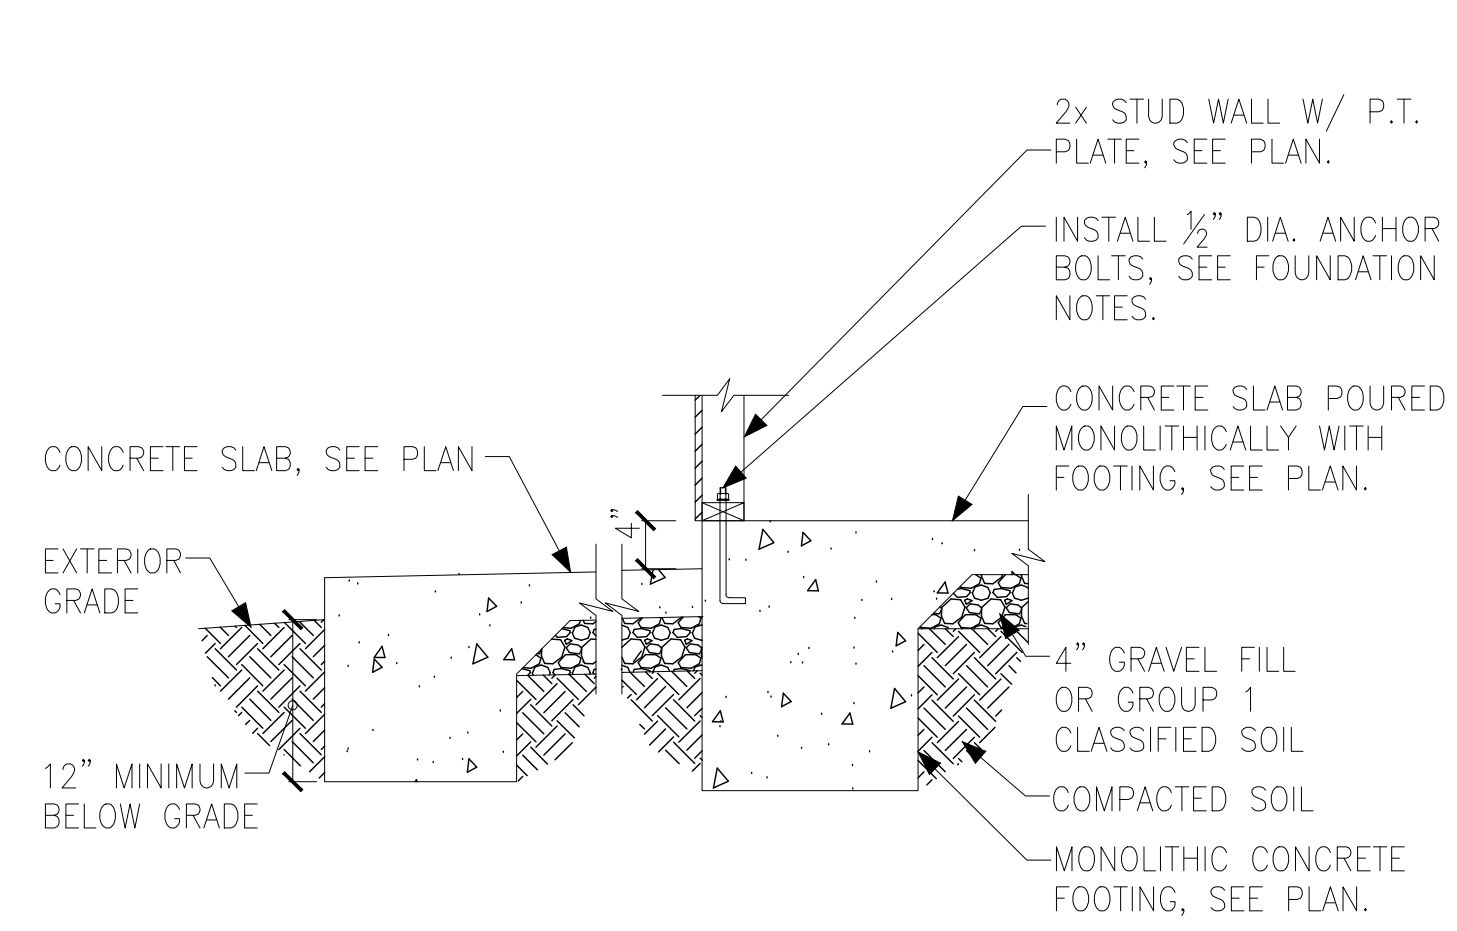 2x STUD WALL W/ P.T.
PLATE, SEE PLAN.
INSTALL ½” DIA. ANCHOR
BOLTS, SEE FOUNDATION
NOTES.
CONCRETE SLAB POURED
MONOLITHICALLY WITH
FOOTING, SEE PLAN.
CONCRETE SLAB, SEE PLAN
4”
EXTERIOR
GRADE
4” GRAVEL FILL
OR GROUP 1
CLASSIFIED SOIL
12” MINIMUM
BELOW GRADE
COMPACTED SOIL
MONOLITHIC CONCRETE
FOOTING, SEE PLAN.